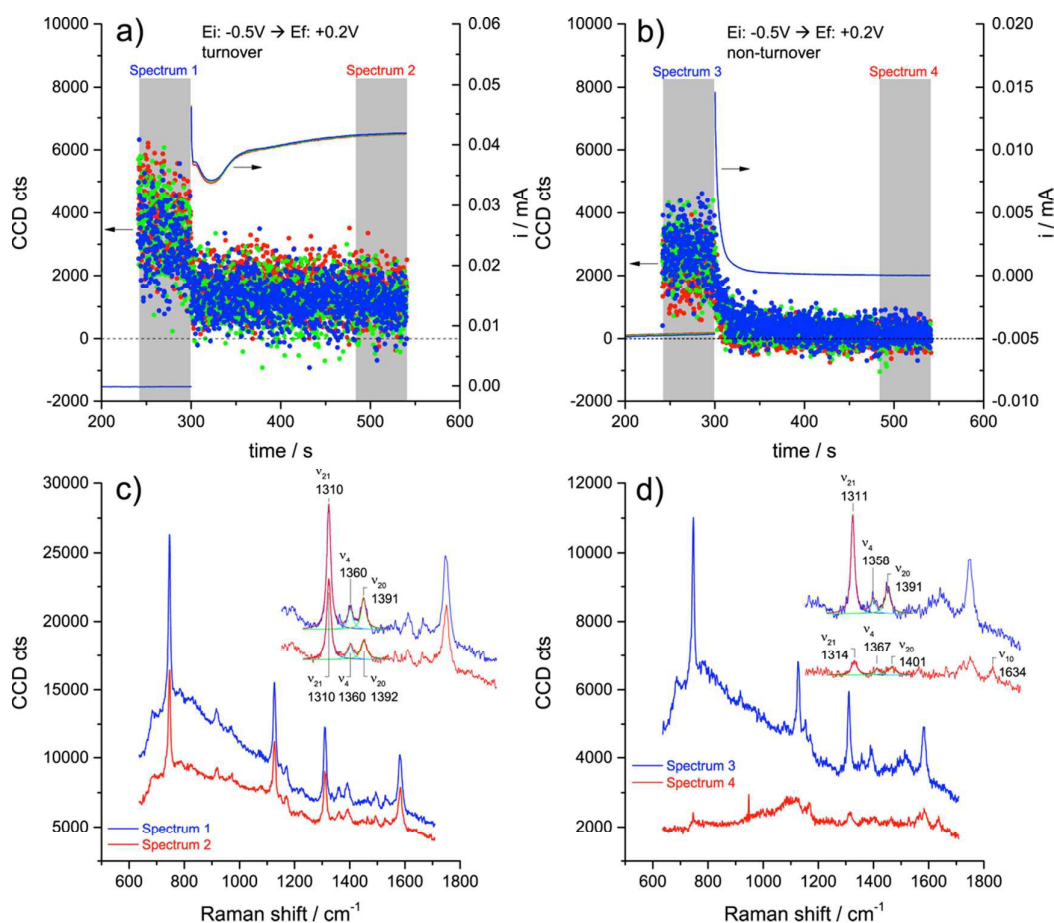 a)
Ei: -0.5V → Ef: +0.2V
turnover
Spectrum 1
Spectrum 2
10000
8000
6000
4000
2000
0
-2000
CCD cts
0.06
0.05
0.04
0.03
0.02
0.01
0.00
i / mA
200 300 400 500 600
time / s
b)
Ei: -0.5V → Ef: +0.2V
non-turnover
Spectrum 3
Spectrum 4
10000
8000
6000
4000
2000
0
-2000
CCD cts
0.020
0.015
0.010
0.005
0.000
-0.005
-0.010
i / mA
200 300 400 500 600
time / s
c)
30000
25000
20000
15000
10000
5000
CCD cts
ν21
1310
ν4
1360
ν20
1391
ν21 ν4 ν20
1310 1360 1392
Spectrum 1
Spectrum 2
600 800 1000 1200 1400 1600 1800
Raman shift / cm-1
d)
12000
10000
8000
6000
4000
2000
CCD cts
ν21
1311
ν4
1358
ν20
1391
ν21
1314
ν4
1367
ν20
1401
ν10
1634
Spectrum 3
Spectrum 4
600 800 1000 1200 1400 1600 1800
Raman shift / cm-1